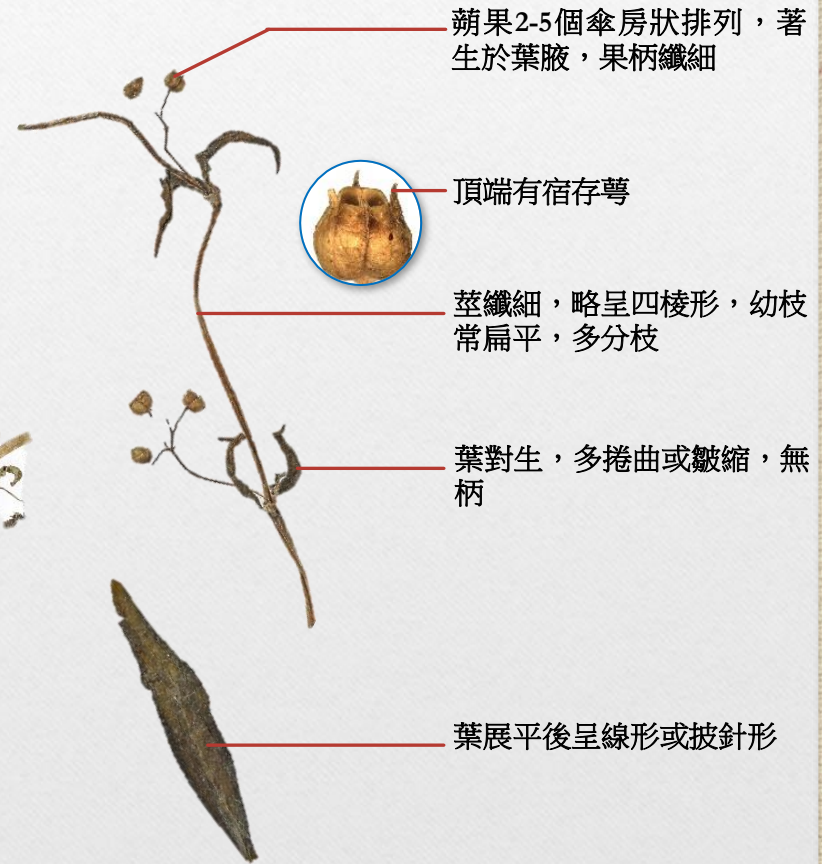 蒴果2-5個傘房狀排列，著
生於葉腋，果柄纖細
頂端有宿存萼
莖纖細，略呈四棱形，幼枝
常扁平，多分枝
葉對生，多捲曲或皺縮，無
柄
葉展平後呈線形或披針形